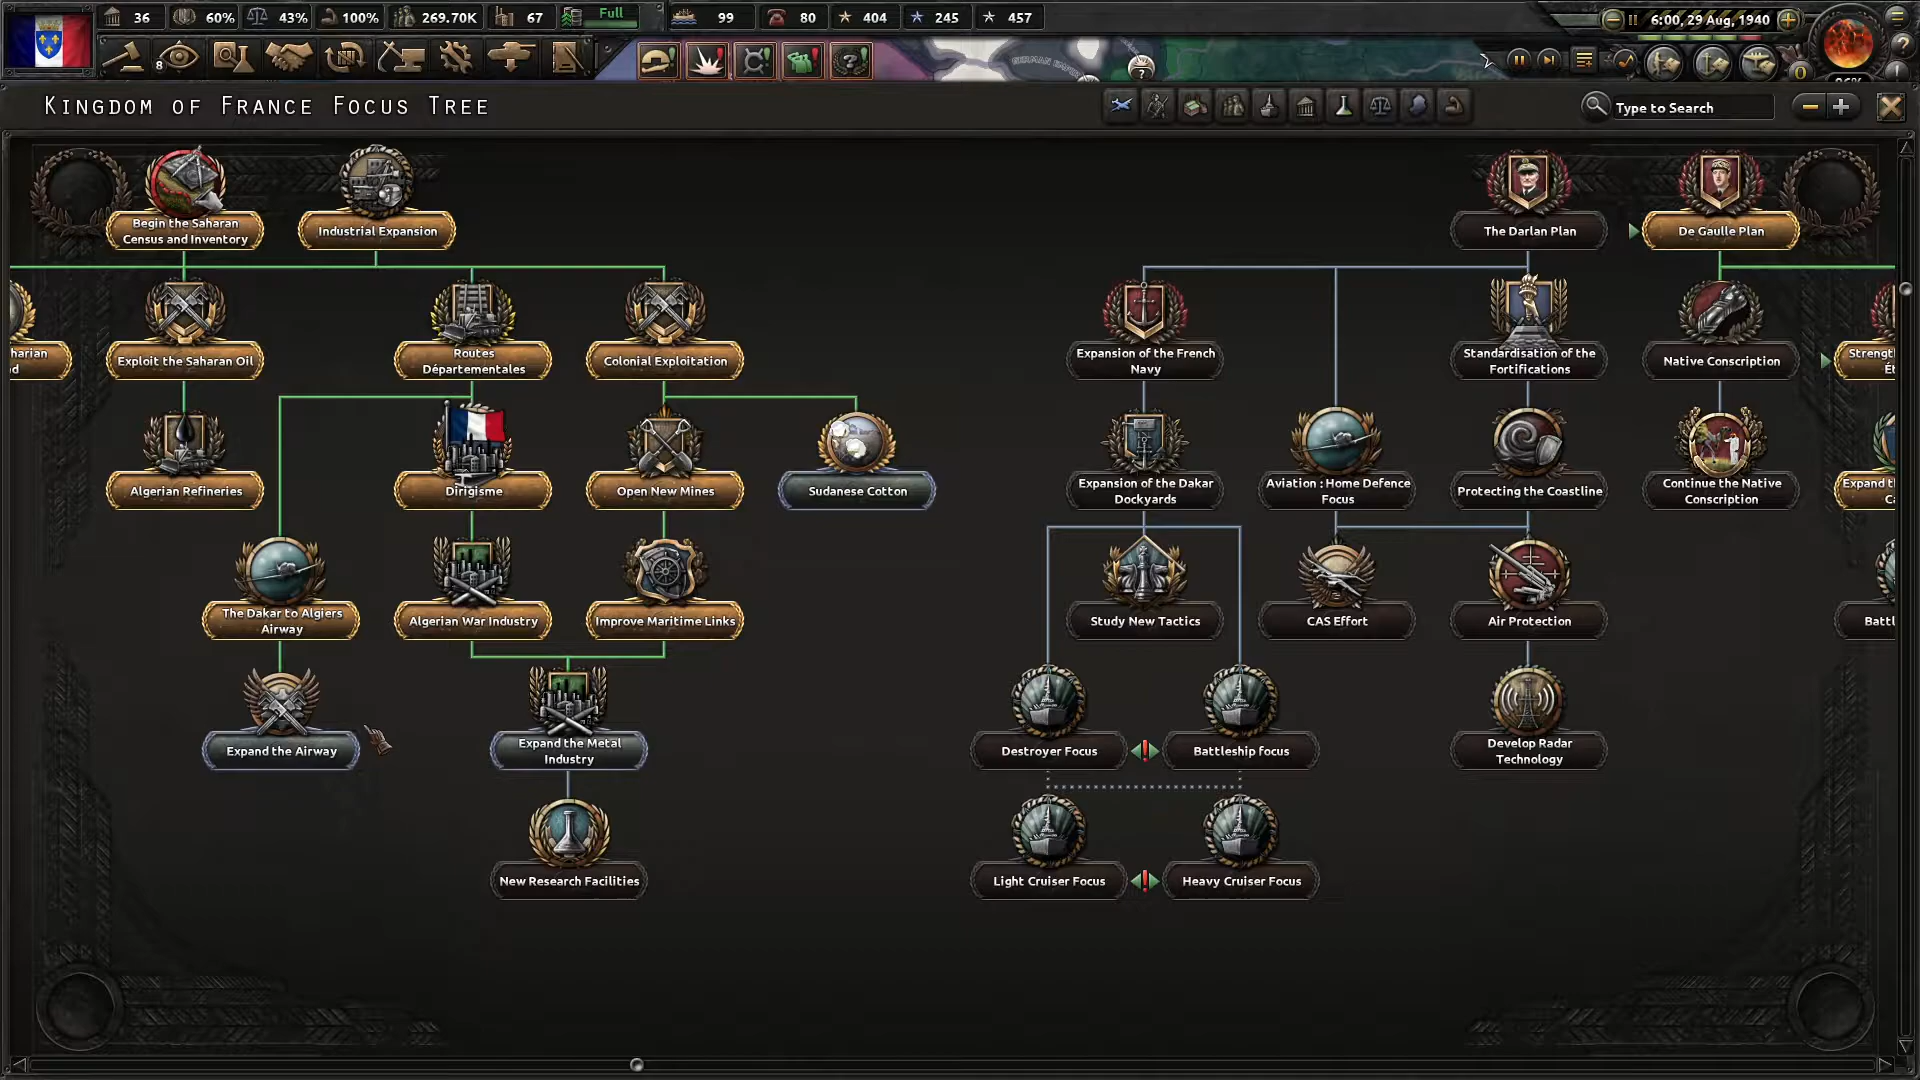 36
60%
43%
100%
269.70K
67
Full
99
80
404
245
457
6:00, 29 Aug, 1940
8
0
GERMAN EMPIRE
KINGDOM OF FRANCE FOCUS TREE
Type to Search
Begin the Saharan
Census and Inventory
Industrial Expansion
The Darlan Plan
De Gaulle Plan
Exploit the Saharan Oil
Routes
Départementales
Colonial Exploitation
Expansion of the French
Navy
Standardisation of the
Fortifications
Native Conscription
Algerian Refineries
Dirigisme
Open New Mines
Sudanese Cotton
Expansion of the Dakar
Dockyards
Aviation : Home Defence
Focus
Protecting the Coastline
Continue the Native
Conscription
Expand th
The Dakar to Algiers
Airway
Algerian War Industry
Improve Maritime Links
Study New Tactics
CAS Effort
Air Protection
Battl
Expand the Airway
Expand the Metal
Industry
Destroyer Focus
Battleship focus
Develop Radar
Technology
New Research Facilities
Light Cruiser Focus
Heavy Cruiser Focus